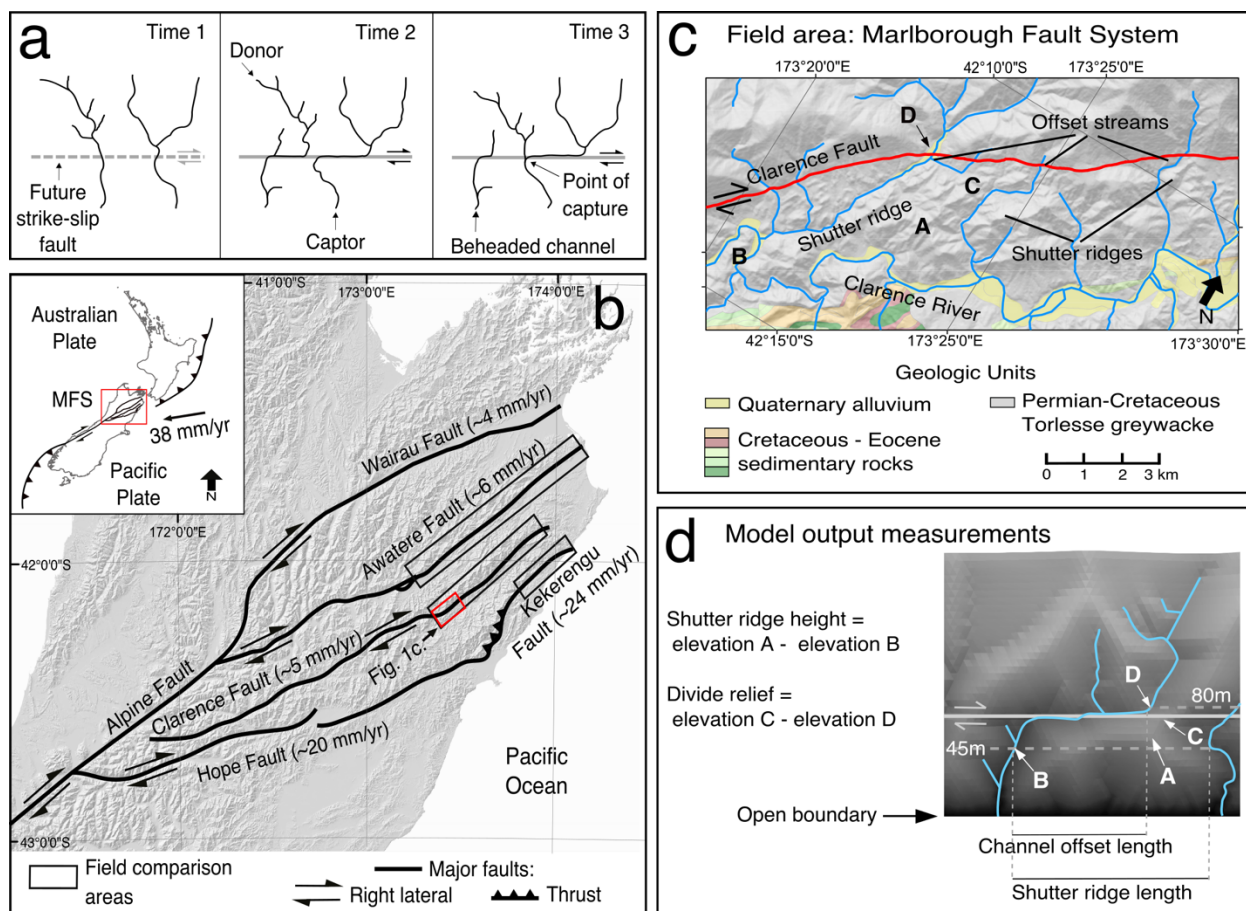 a
Time 1
Time 2
Time 3
Donor
Future
strike-slip
fault
Captor
Point of
capture
Beheaded channel
b
41°0'0"S
173°0'0"E
174°0'0"E
Australian
Plate
MFS
38 mm/yr
Pacific
Plate
N
172°0'0"E
42°0'0"S
43°0'0"S
Wairau Fault (~4 mm/yr)
Awatere Fault (~6 mm/yr)
Kekerengu
Fault (~24 mm/yr)
Fig. 1c.
Alpine Fault
Clarence Fault (~5 mm/yr)
Hope Fault (~20 mm/yr)
Pacific
Ocean
Field comparison
areas
Major faults:
Right lateral
Thrust
c
Field area: Marlborough Fault System
173°20'0"E
42°10'0"S
173°25'0"E
D
Offset streams
Clarence Fault
C
Shutter ridge
A
Shutter ridges
B
Clarence River
N
42°15'0"S
173°25'0"E
173°30'0"E
Geologic Units
Quaternary alluvium
Cretaceous - Eocene
sedimentary rocks
Permian-Cretaceous
Torlesse greywacke
0 1 2 3 km
d
Model output measurements
Shutter ridge height =
elevation A - elevation B
Divide relief =
elevation C - elevation D
D
80m
C
45m
B
A
Open boundary
Channel offset length
Shutter ridge length